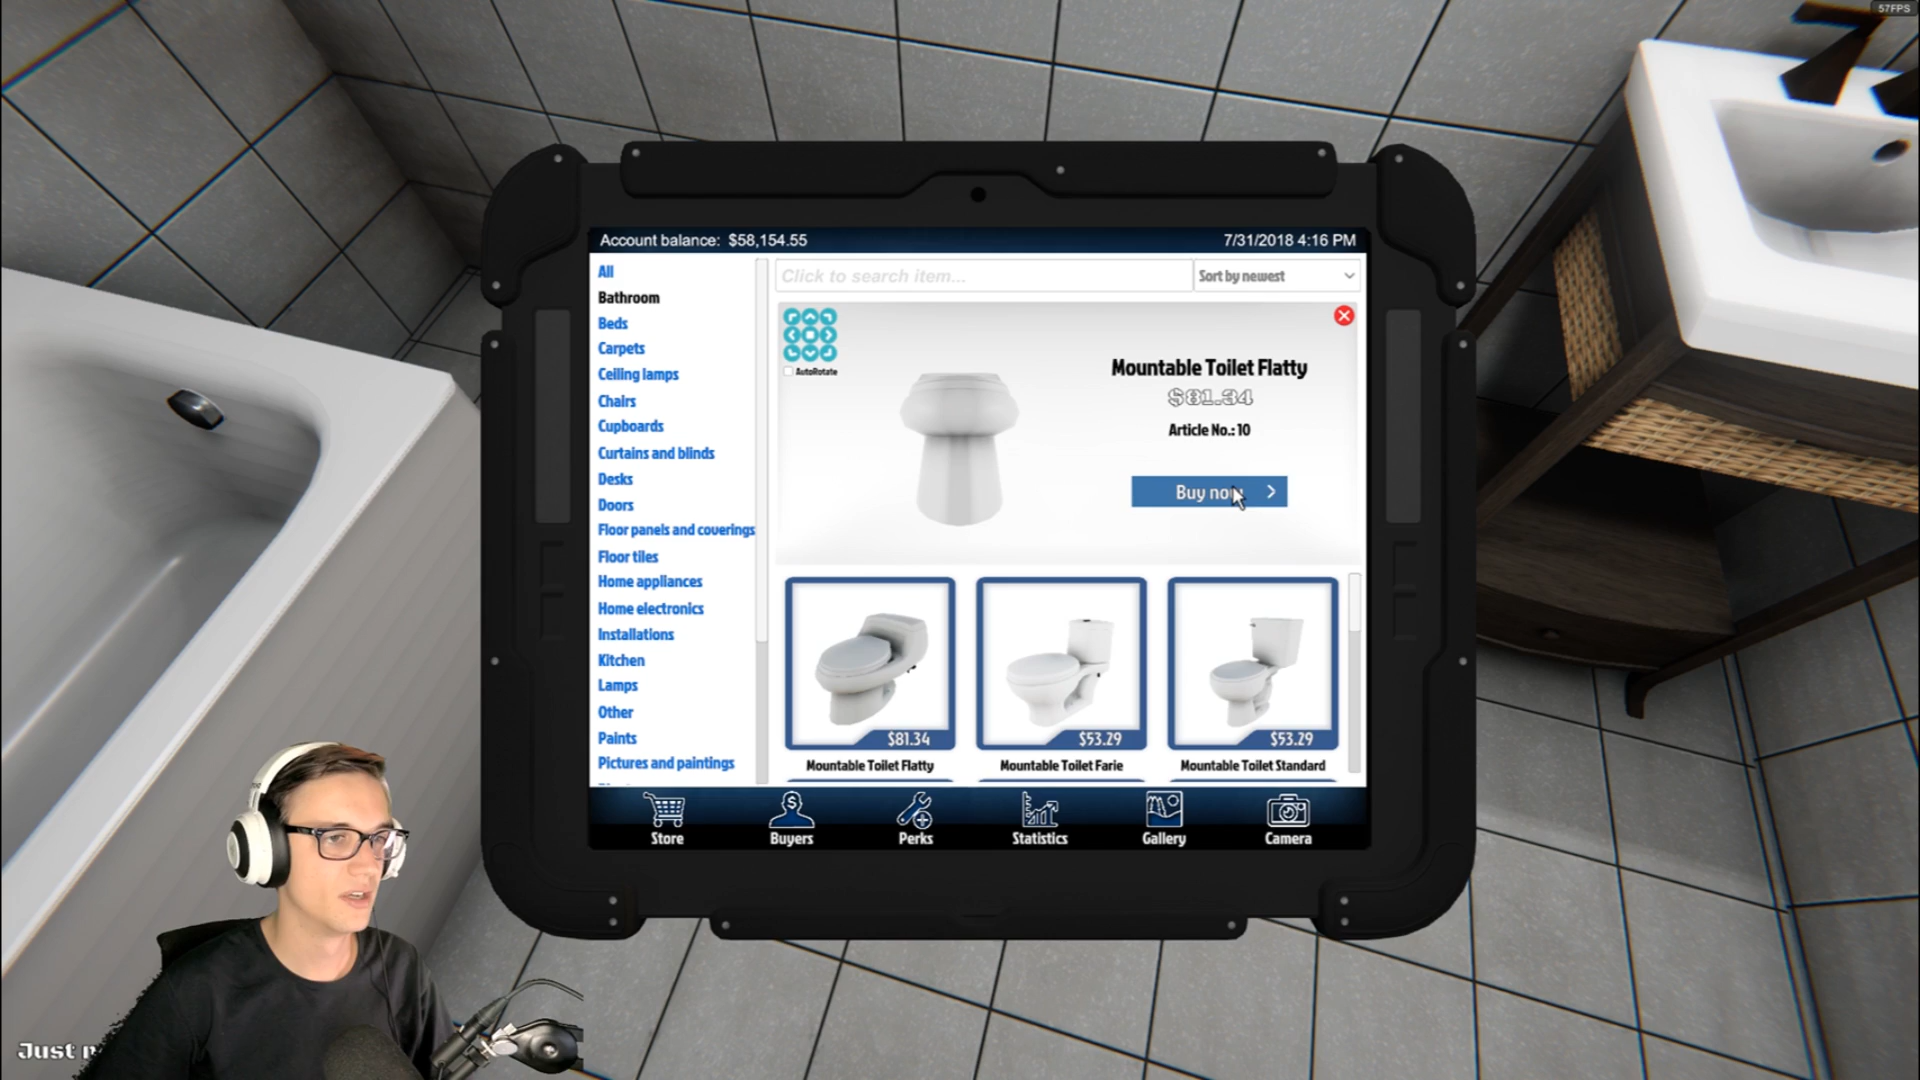 57FPS
Account balance: $58,154.55
7/31/2018 4:16 PM
All
Bathroom
Beds
Carpets
Ceiling lamps
Chairs
Cupboards
Curtains and blinds
Desks
Doors
Floor panels and coverings
Floor tiles
Home appliances
Home electronics
Installations
Kitchen
Lamps
Other
Paints
Pictures and paintings
Click to search item...
Sort by newest
AutoRotate
Mountable Toilet Flatty
$81.34
Article No.: 10
Buy now
$81.34
$53.29
$53.29
Mountable Toilet Flatty
Mountable Toilet Farie
Mountable Toilet Standard
Store
Buyers
Perks
Statistics
Gallery
Camera
Just